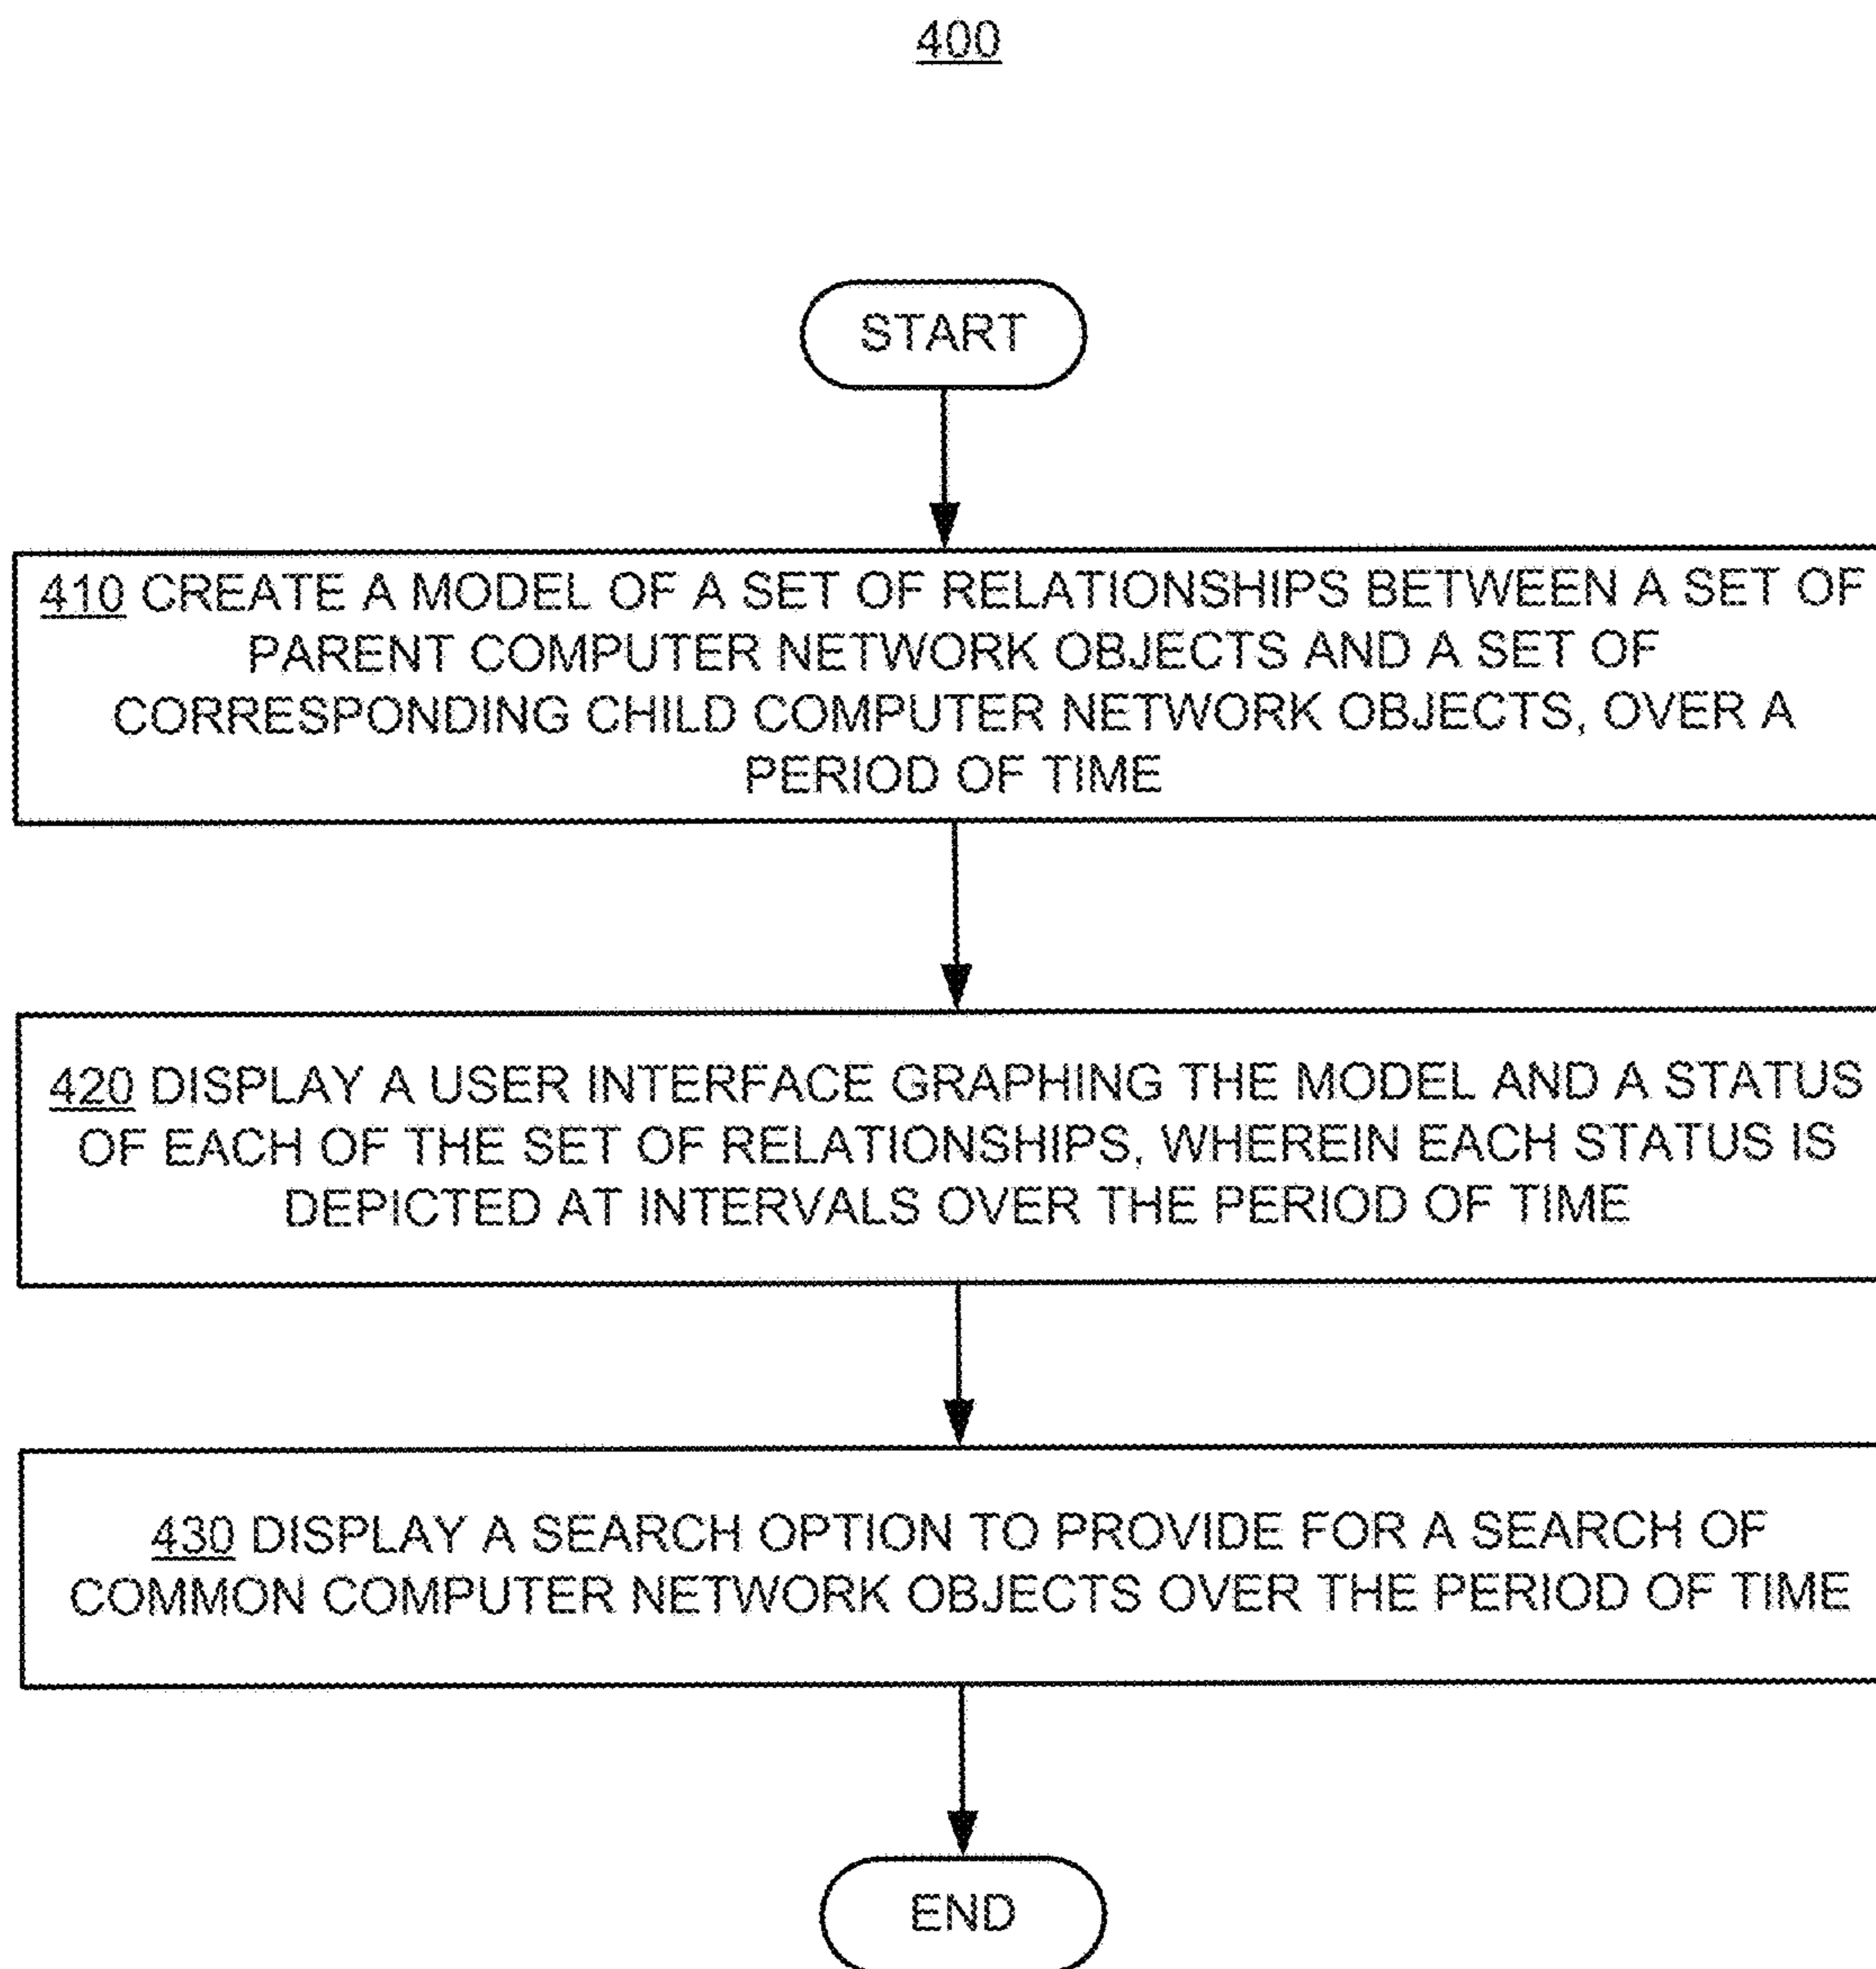 400
START
410 CREATE A MODEL OF A SET OF RELATIONSHIPS BETWEEN A SET OF
PARENT COMPUTER NETWORK OBJECTS AND A SET OF
CORRESPONDING CHILD COMPUTER NETWORK OBJECTS, OVER A
PERIOD OF TIME
420 DISPLAY A USER INTERFACE GRAPHING THE MODEL AND A STATUS
OF EACH OF THE SET OF RELATIONSHIPS, WHEREIN EACH STATUS IS
DEPICTED AT INTERVALS OVER THE PERIOD OF TIME
430 DISPLAY A SEARCH OPTION TO PROVIDE FOR A SEARCH OF
COMMON COMPUTER NETWORK OBJECTS OVER THE PERIOD OF TIME
END